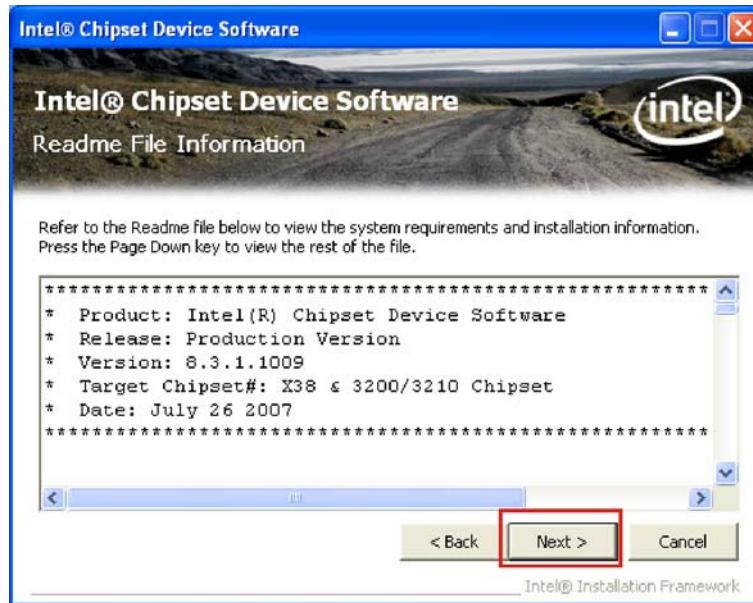 Intel® Chipset Device Software
Intel® Chipset Device Software
intel
Readme File Information
Refer to the Readme file below to view the system requirements and installation information.
Press the Page Down key to view the rest of the file.
********************************************************
* Product: Intel(R) Chipset Device Software
* Release: Production Version
* Version: 8.3.1.1009
* Target Chipset#: X38 & 3200/3210 Chipset
* Date: July 26 2007
********************************************************
< Back Next > Cancel
Intel® Installation Framework